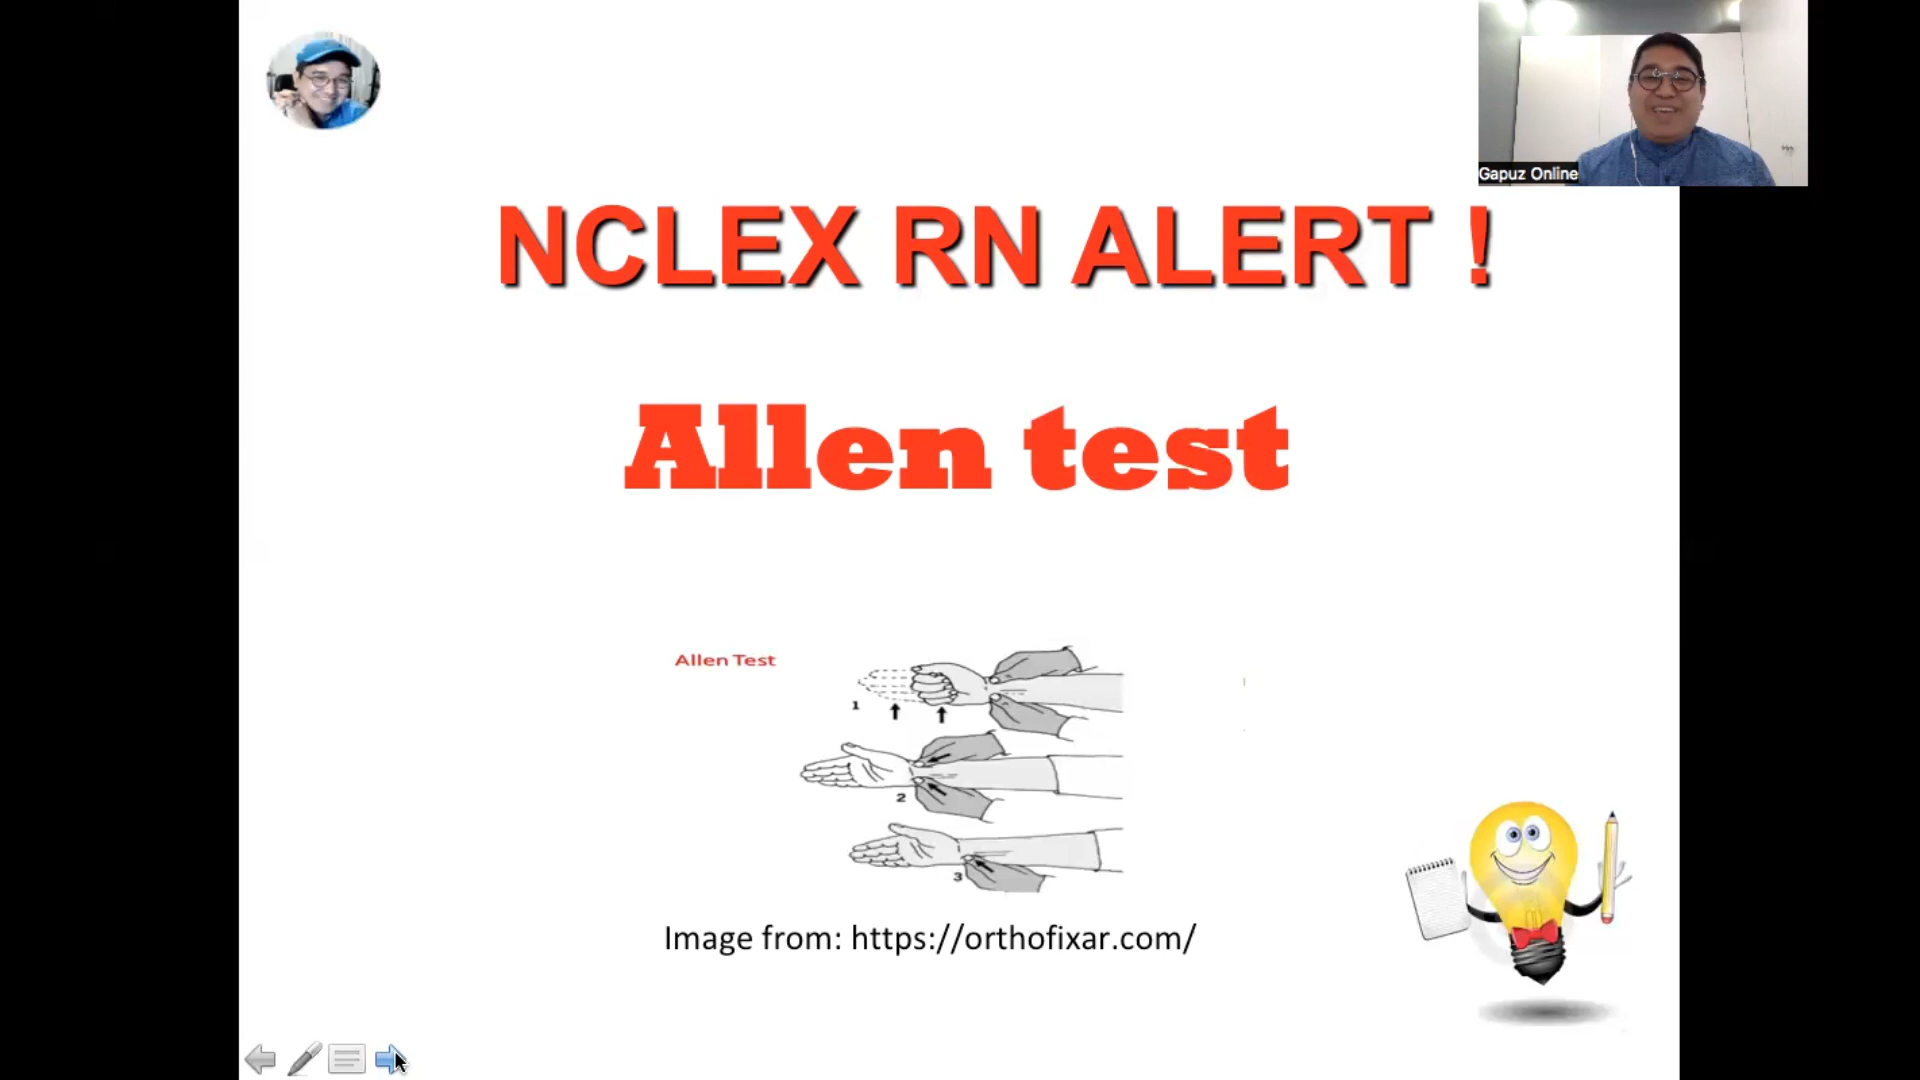 Gapuz Online
NCLEX RN ALERT !
Allen test
Allen Test
1
2
3
Image from: https://orthofixar.com/